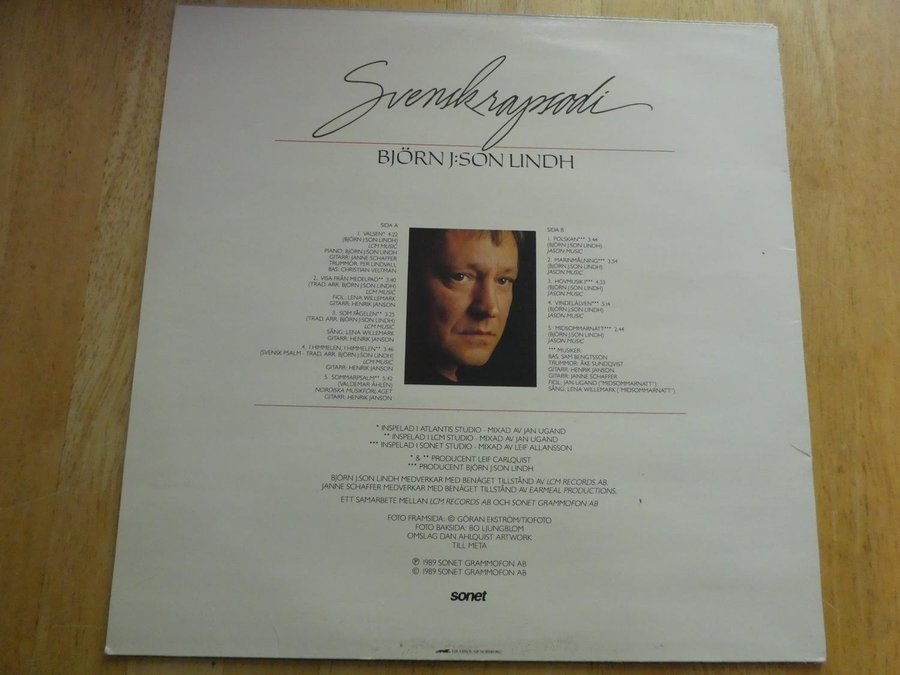 Svensk rapsodi
BJÖRN J:SON LINDH
SIDA A
1. VALSEN* 4:22
(BJÖRN J:SON LINDH)
LCM MUSIC
PIANO: BJÖRN J:SON LINDH
GITARR: JANNE SCHAFFER
TRUMMOR: PER LINDVALL
BAS: CHRISTIAN VELTMAN
2. VISA FRÅN MEDELPAD** 3:40
(TRAD. ARR. BJÖRN J:SON LINDH)
LCM MUSIC
FIOL: LENA WILLEMARK
GITARR: HENRIK JANSON
3. SOM FÅGELEN** 3:25
(TRAD. ARR. BJÖRN J:SON LINDH)
LCM MUSIC
SÅNG: LENA WILLEMARK
GITARR: HENRIK JANSON
4. I HIMMELEN, I HIMMELEN** 3:46
(SVENSK PSALM - TRAD. ARR. BJÖRN J:SON LINDH)
LCM MUSIC
GITARR: HENRIK JANSON
5. SOMMARPSALM** 5:42
(VALDEMAR ÅHLÉN)
NORDISKA MUSIKFÖRLAGET
GITARR: HENRIK JANSON
SIDA B
1. POLSKAN*** 3:44
(BJÖRN J:SON LINDH)
JASON MUSIC
2. MARINMÅLNING*** 3:54
(BJÖRN J:SON LINDH)
JASON MUSIC
3. HOVMUSIK I*** 4:33
(BJÖRN J:SON LINDH)
JASON MUSIC
4. VINDELÄLVEN*** 5:14
(BJÖRN J:SON LINDH)
JASON MUSIC
5. MIDSOMMARNATT*** 2:44
(BJÖRN J:SON LINDH)
JASON MUSIC
*** MUSIKER:
BAS: SAM BENGTSSON
TRUMMOR: ÅKE SUNDQVIST
GITARR: HENRIK JANSON
GITARR: JANNE SCHAFFER
FIOL: JAN UGAND ("MIDSOMMARNATT")
SÅNG: LENA WILLEMARK ("MIDSOMMARNATT")
* INSPELAD I ATLANTIS STUDIO - MIXAD AV JAN UGAND
** INSPELAD I LCM STUDIO - MIXAD AV JAN UGAND
*** INSPELAD I SONET STUDIO - MIXAD AV LEIF ALLANSSON
* & ** PRODUCENT LEIF CARLQUIST
*** PRODUCENT BJÖRN J:SON LINDH
BJÖRN J:SON LINDH MEDVERKAR MED BENÄGET TILLSTÅND AV LCM RECORDS AB.
JANNE SCHAFFER MEDVERKAR MED BENÄGET TILLSTÅND AV EARMEAL PRODUCTIONS.
ETT SAMARBETE MELLAN LCM RECORDS AB OCH SONET GRAMMOFON AB
FOTO FRAMSIDA: © GÖRAN EKSTRÖM/TIOFOTO
FOTO BAKSIDA: BO LJUNGBLOM
OMSLAG DAN AHLQUIST ARTWORK
TILL META
℗ 1989 SONET GRAMMOFON AB
© 1989 SONET GRAMMOFON AB
sonet